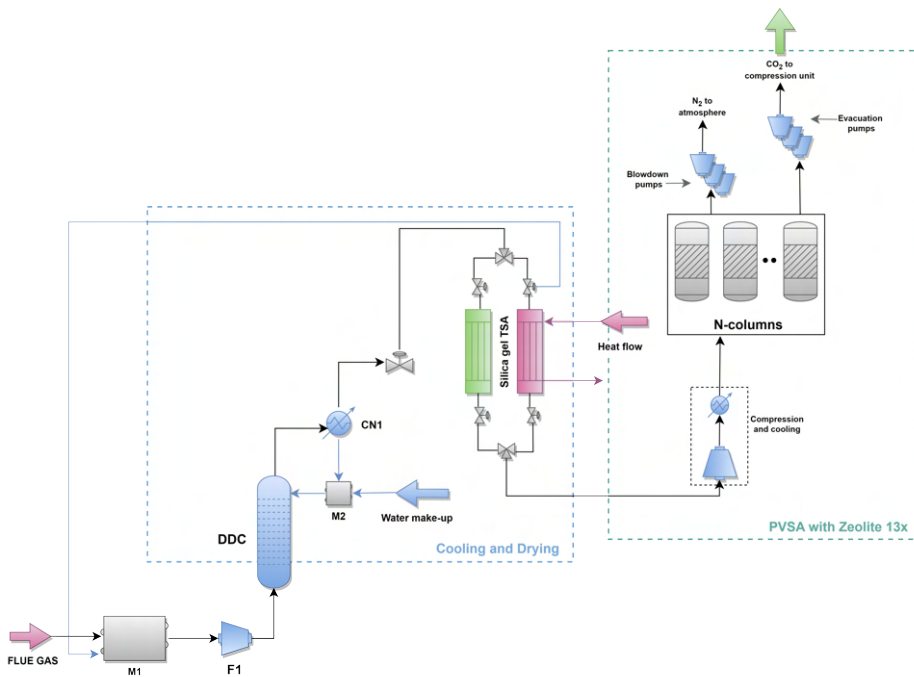 CO₂ to
compression unit
N₂ to
atmosphere
Evacuation
pumps
Blowdown
pumps
N-columns
Silica gel TSA
Heat flow
CN1
Compression
and cooling
M2
Water make-up
DDC
Cooling and Drying
PVSA with Zeolite 13x
FLUE GAS
M1
F1